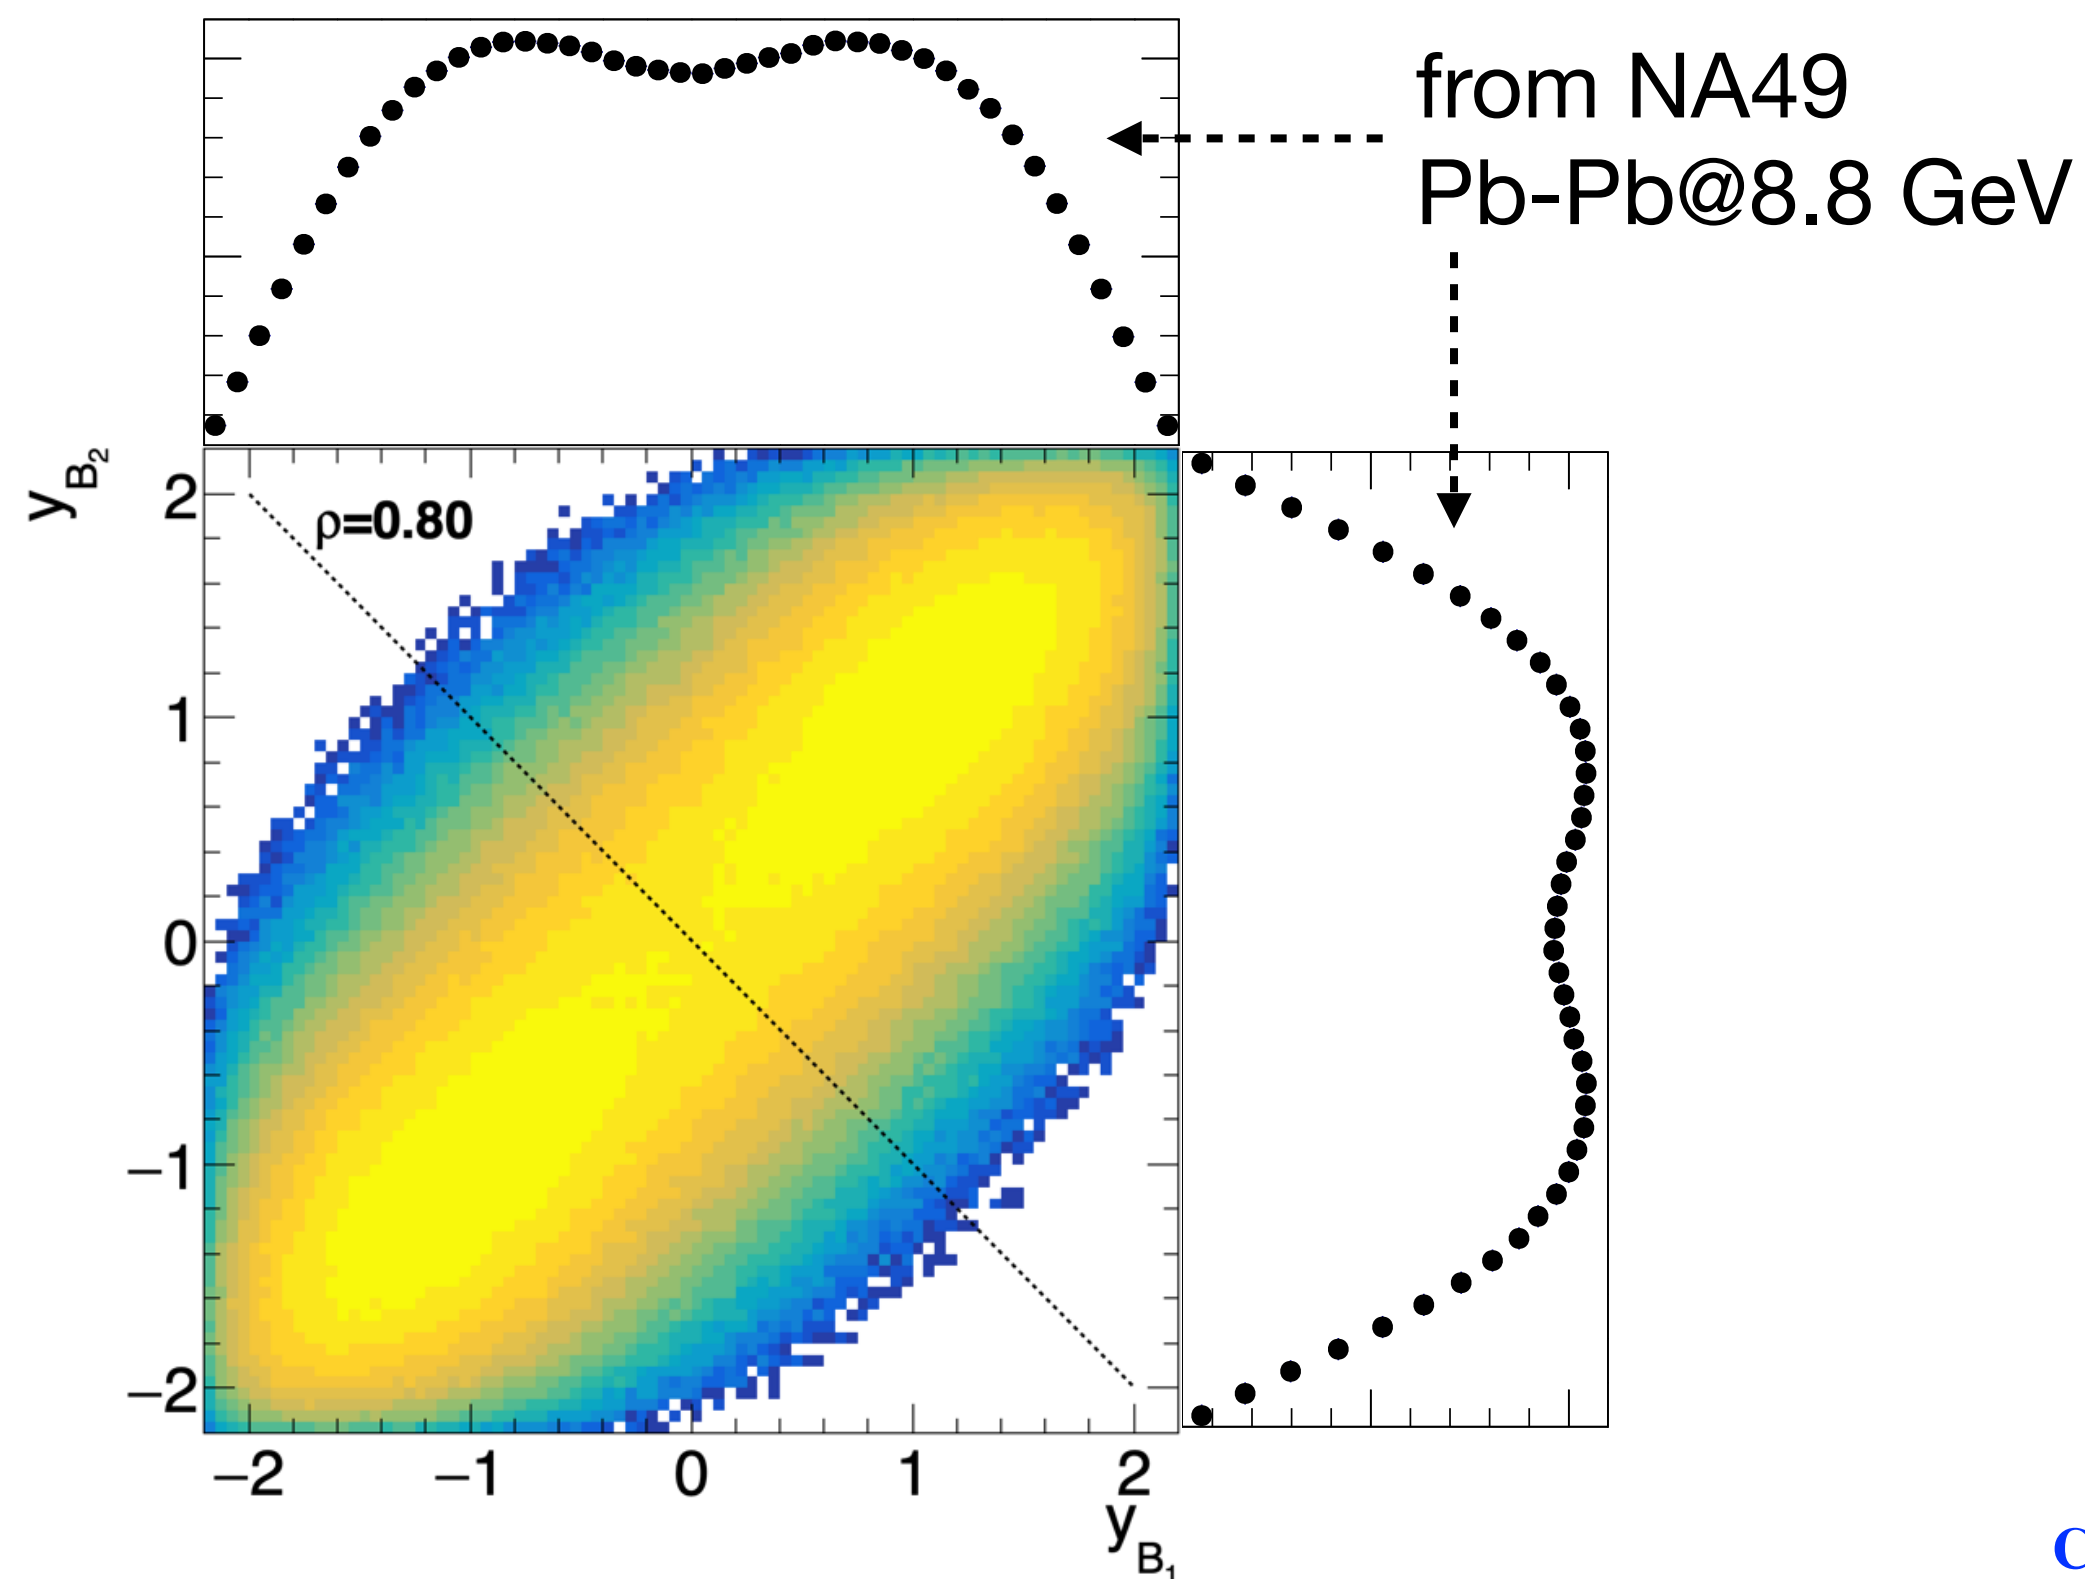 from NA49
Pb-Pb@8.8 GeV
y_B₂
ρ=0.80
2
1
0
−1
−2
−2 −1 0 1 2
y_B₁
C